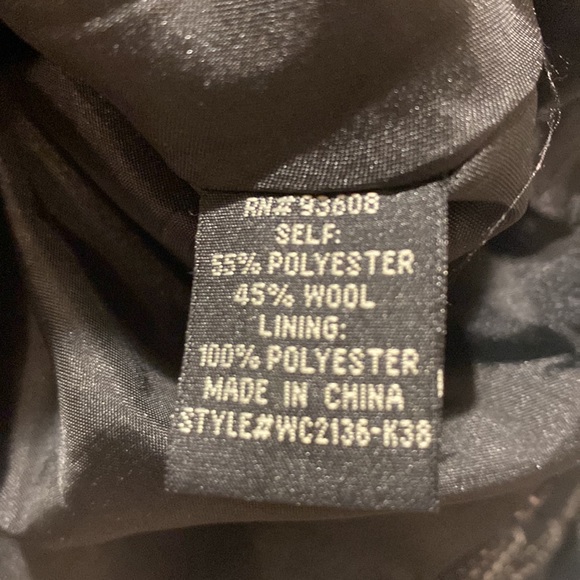 RN# 93608
SELF:
55% POLYESTER
45% WOOL
LINING:
100% POLYESTER
MADE IN CHINA
STYLE#WC2136-K38